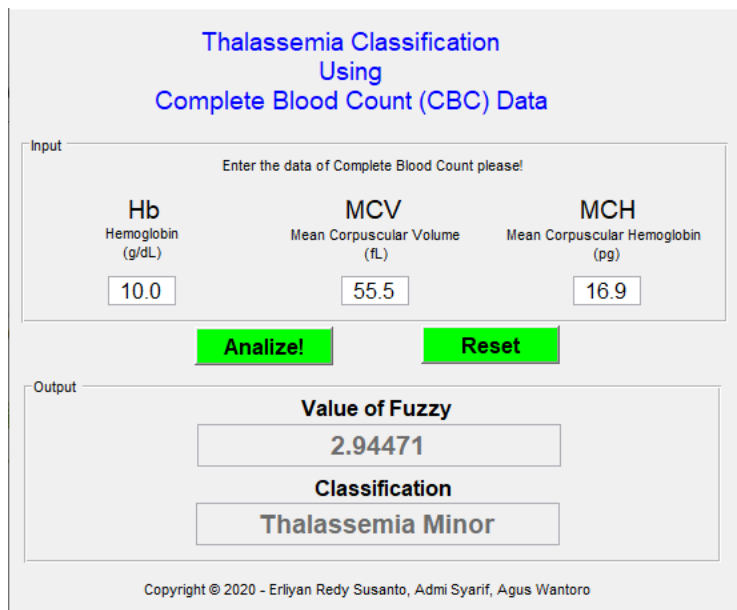 Thalassemia Classification
Using
Complete Blood Count (CBC) Data
Input
Enter the data of Complete Blood Count please!
Hb MCV MCH
Hemoglobin Mean Corpuscular Volume Mean Corpuscular Hemoglobin
(g/dL) (fL) (pg)
10.0 55.5 16.9
Analize! Reset
Output
Value of Fuzzy
2.94471
Classification
Thalassemia Minor
Copyright © 2020 - Erliyan Redy Susanto, Admi Syarif, Agus Wantoro